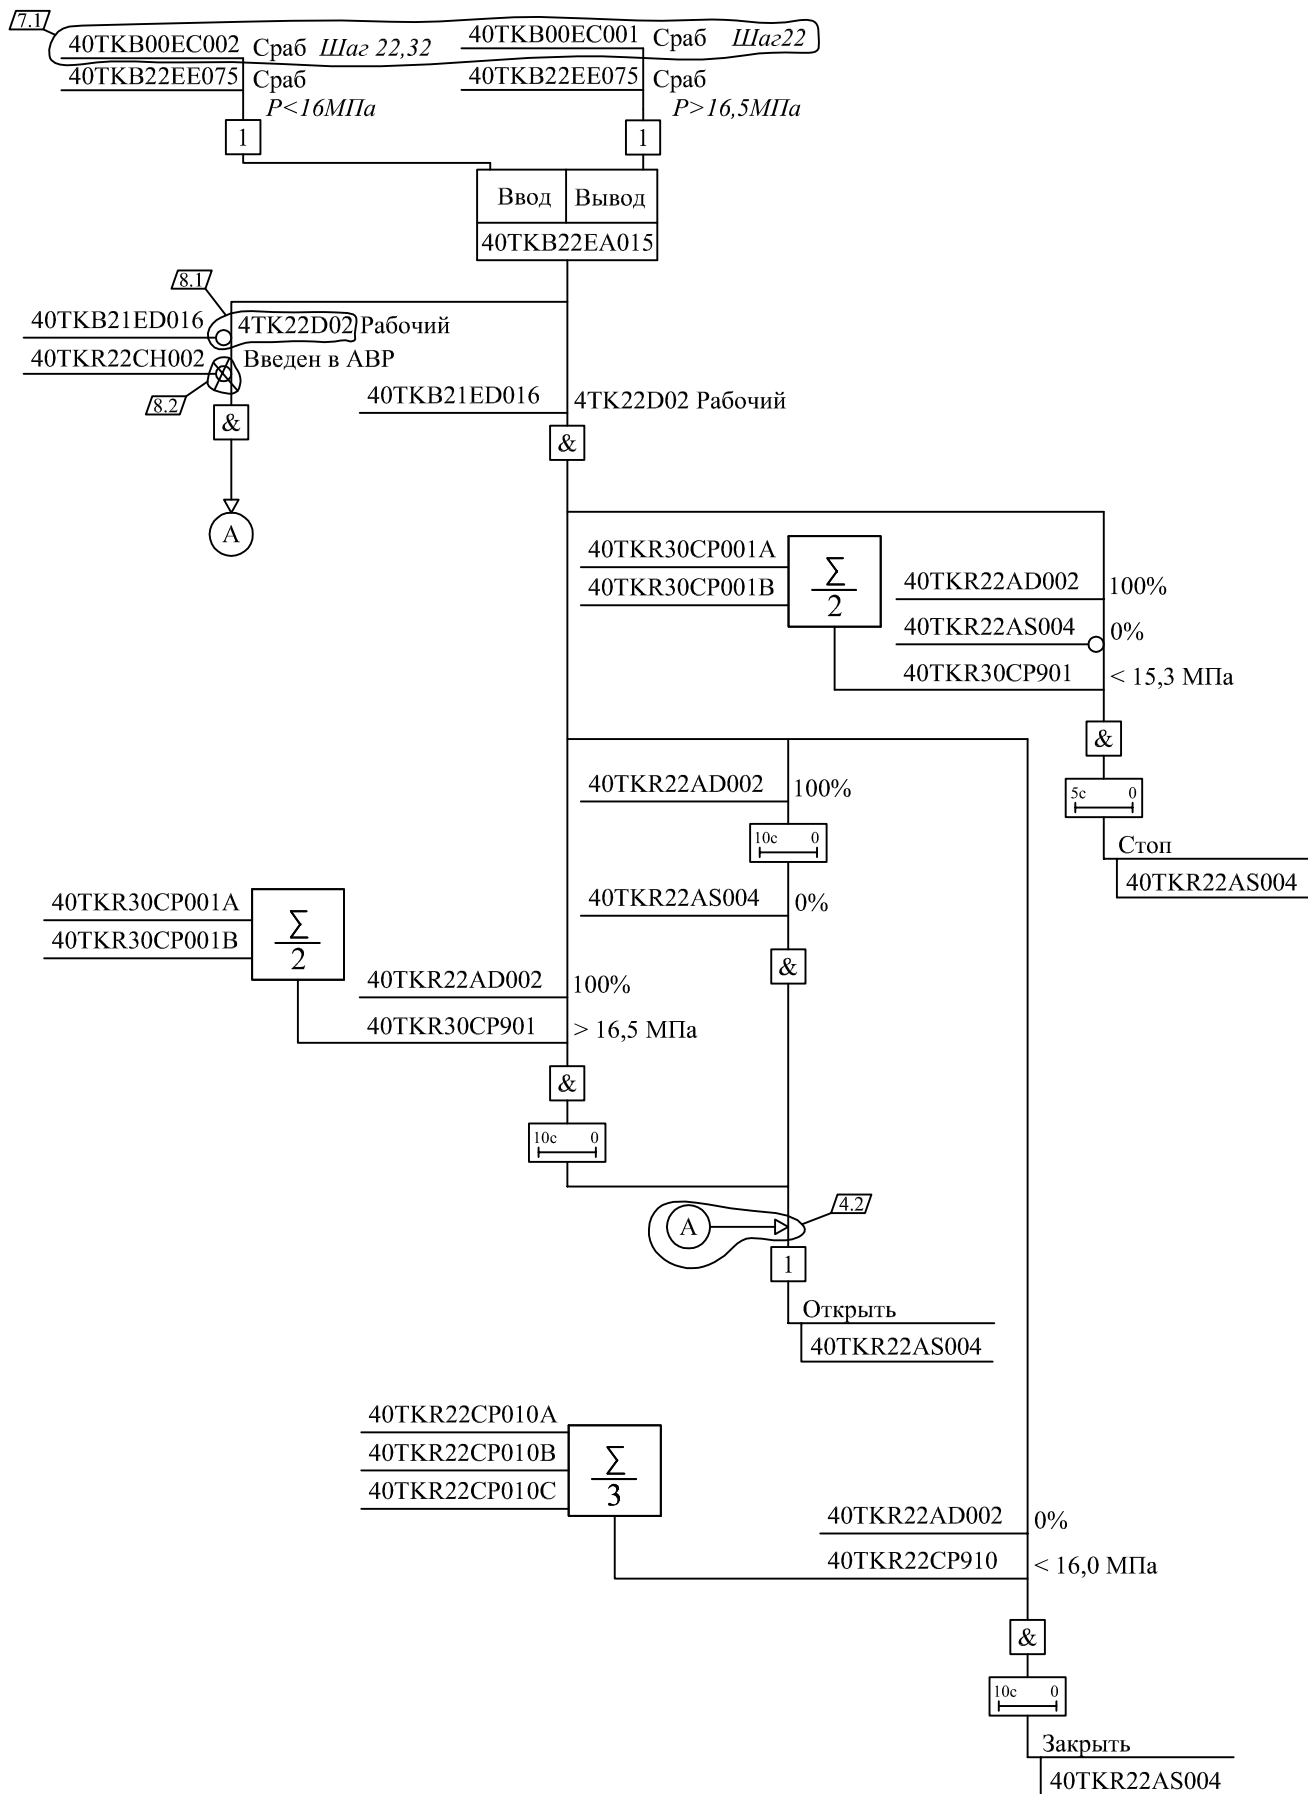 7.1
40TKB00EC002 Сраб Шаг 22,32
40TKB00EC001 Сраб Шаг22
40TKB22EE075 Сраб
P<16МПа
40TKB22EE075 Сраб
P>16,5МПа
1
1
Ввод Вывод
40TKB22EA015
8.1
40TKB21ED016 4TK22D02 Рабочий
40TKR22CH002 Введен в АВР
8.2
&
A
40TKB21ED016 4TK22D02 Рабочий
&
40TKR30CP001A
40TKR30CP001B
∑
2
40TKR22AD002 100%
40TKR22AS004 0%
40TKR30CP901 < 15,3 МПа
&
5с 0
Стоп
40TKR22AS004
40TKR22AD002 100%
10с 0
40TKR22AS004 0%
&
40TKR30CP001A
40TKR30CP001B
∑
2
40TKR22AD002 100%
40TKR30CP901 > 16,5 МПа
&
10с 0
4.2
A
1
Открыть
40TKR22AS004
40TKR22CP010A
40TKR22CP010B
40TKR22CP010C
∑
3
40TKR22AD002 0%
40TKR22CP910 < 16,0 МПа
&
10с 0
Закрыть
40TKR22AS004